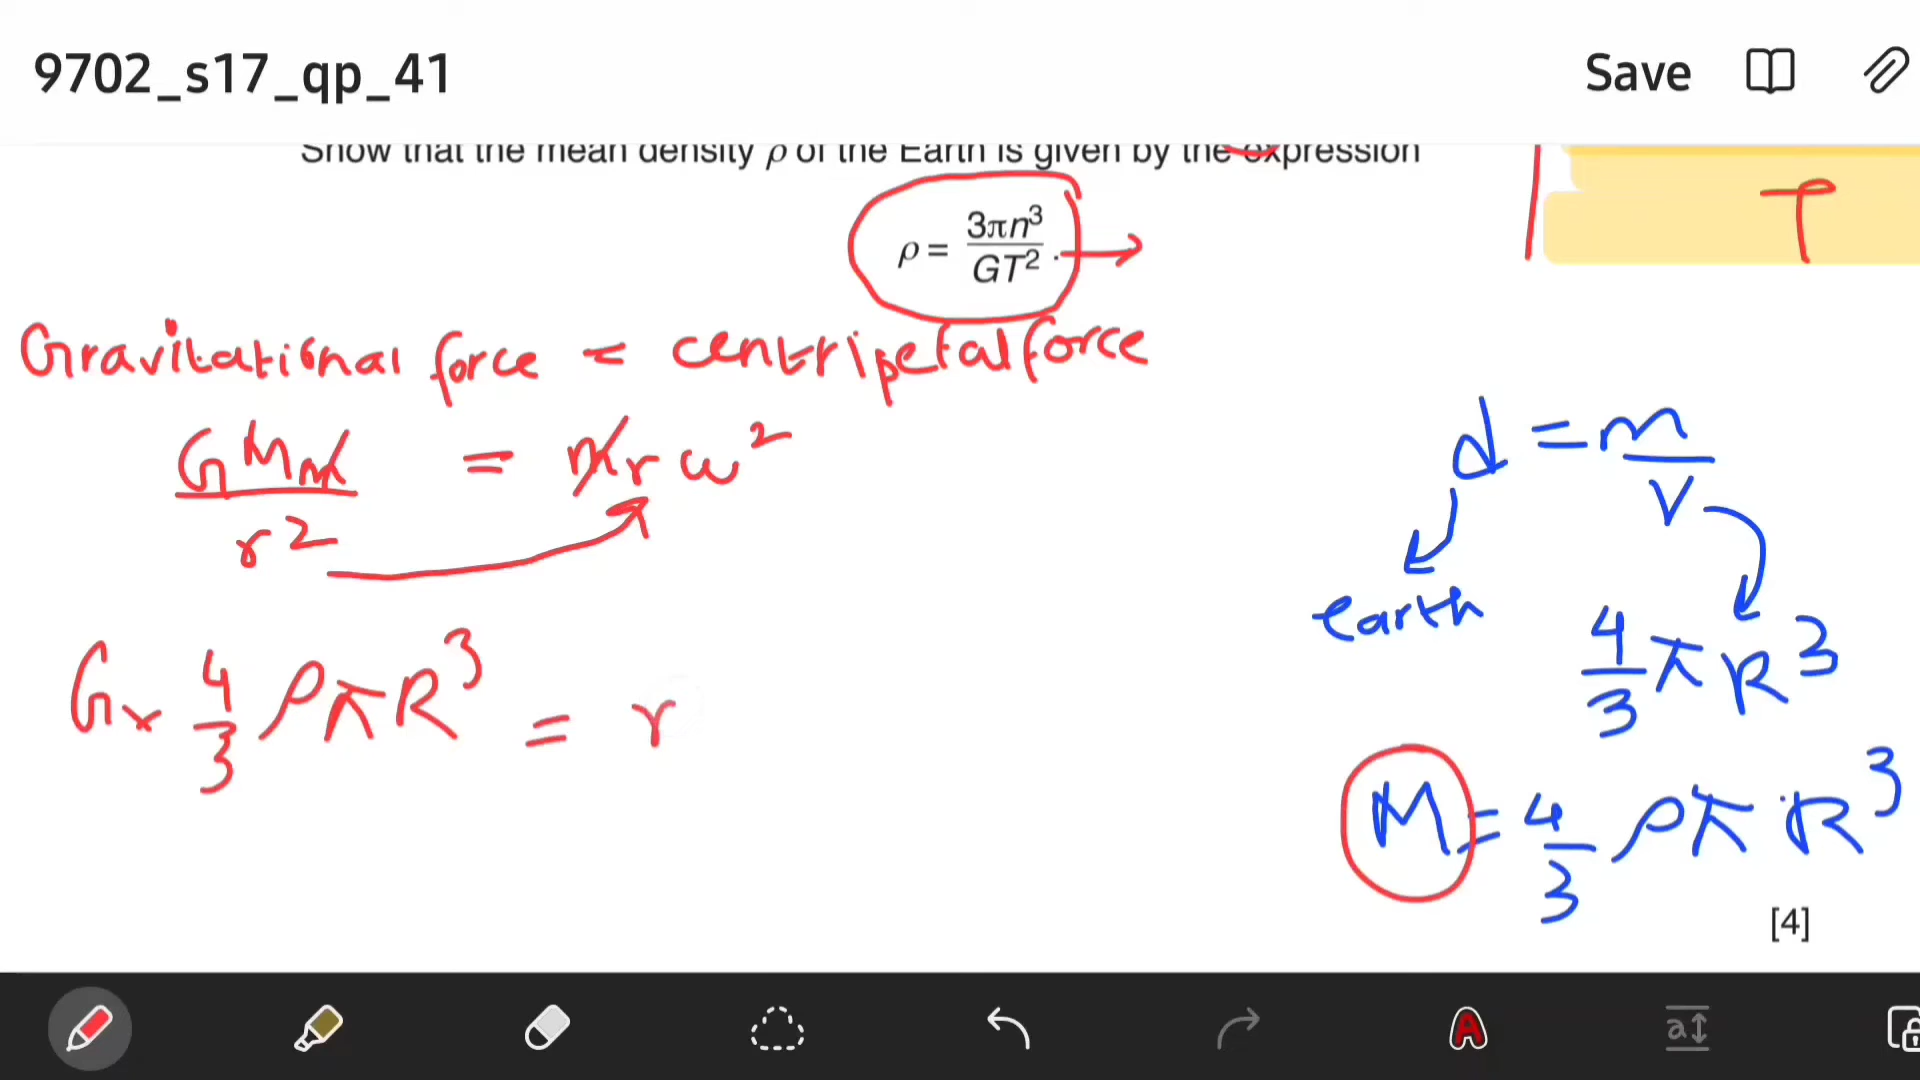 9702_s17_qp_41
Save
Show that the mean density ρ of the Earth is given by the expression
T
ρ = 3πn³ / GT² .
Gravitational force = centripetal force
GMm / r² = mrω²
d = m / V
earth
4/3 πR³
G × 4/3 ρπR³ = r
M = 4/3 ρπR³
[4]
A
a